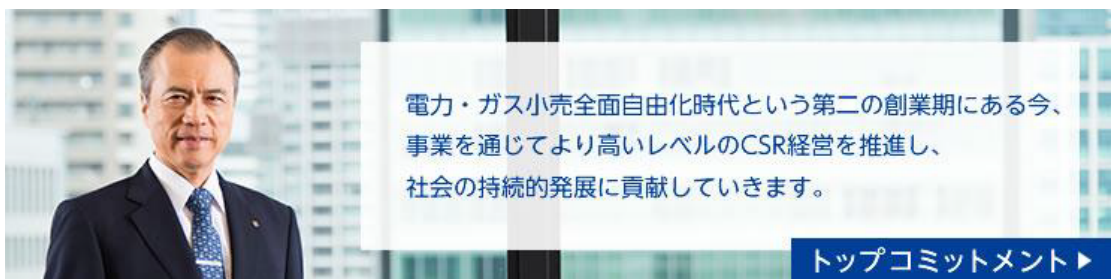 電力・ガス小売全面自由化時代という第二の創業期にある今、
事業を通じてより高いレベルのCSR経営を推進し、
社会の持続的発展に貢献していきます。
トップコミットメント▶